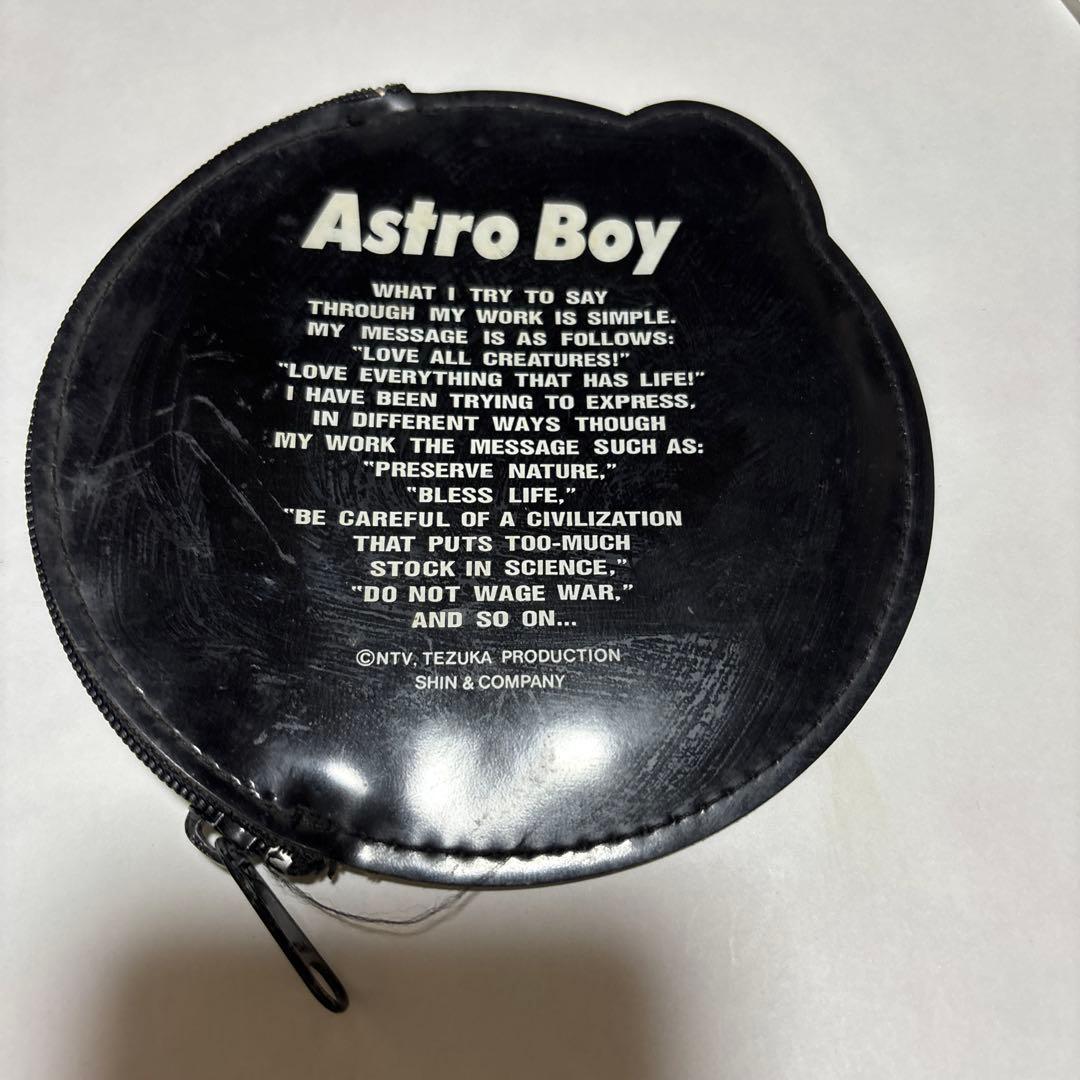 Astro Boy
WHAT I TRY TO SAY
THROUGH MY WORK IS SIMPLE.
MY MESSAGE IS AS FOLLOWS:
"LOVE ALL CREATURES!"
"LOVE EVERYTHING THAT HAS LIFE!"
I HAVE BEEN TRYING TO EXPRESS,
IN DIFFERENT WAYS THOUGH
MY WORK THE MESSAGE SUCH AS:
"PRESERVE NATURE,"
"BLESS LIFE,"
"BE CAREFUL OF A CIVILIZATION
THAT PUTS TOO-MUCH
STOCK IN SCIENCE,"
"DO NOT WAGE WAR,"
AND SO ON...
©NTV, TEZUKA PRODUCTION
SHIN & COMPANY